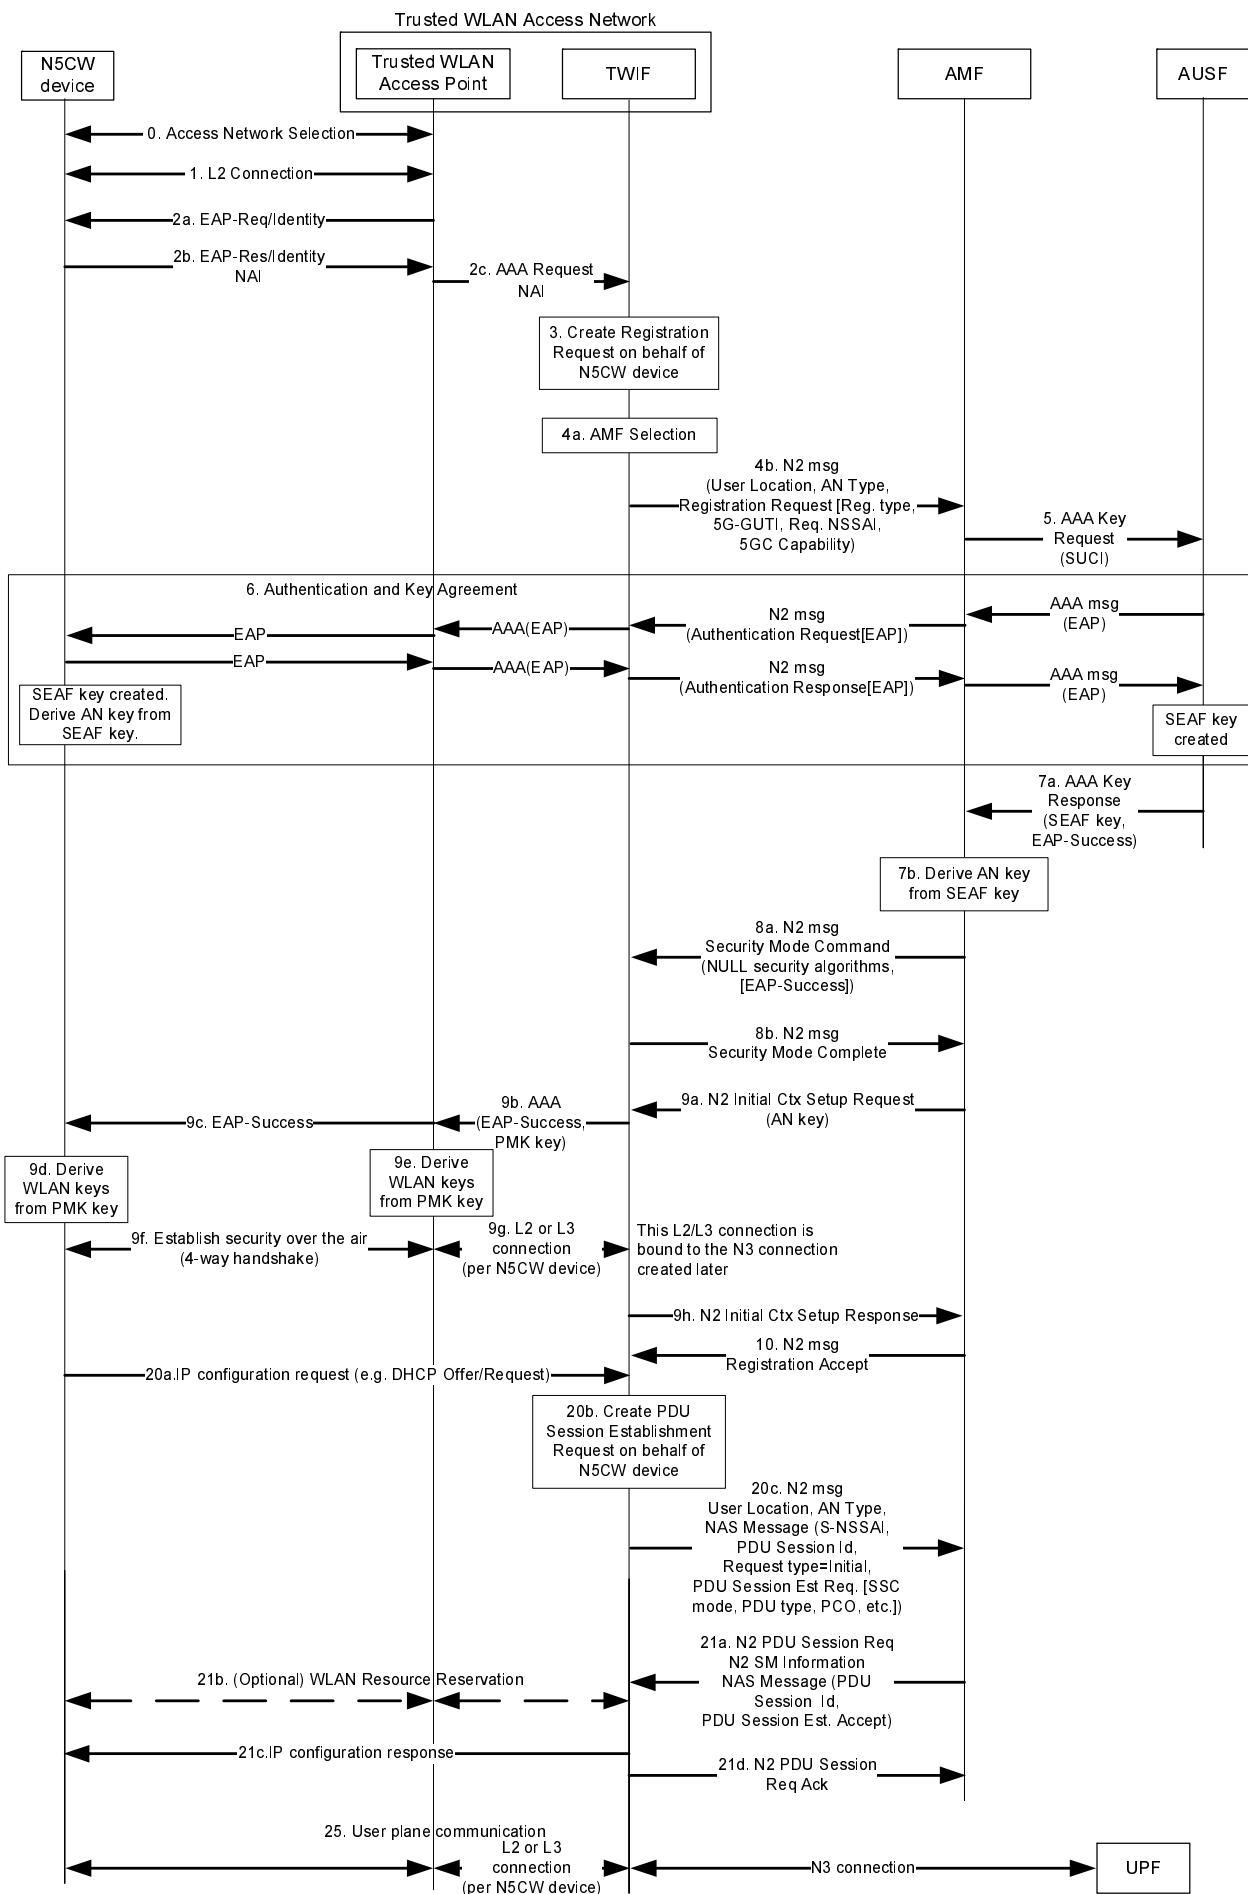 Trusted WLAN Access Network
N5CW
device
Trusted WLAN
Access Point
TWIF
AMF
AUSF
0. Access Network Selection
1. L2 Connection
2a. EAP-Req/Identity
2b. EAP-Res/Identity
NAI
2c. AAA Request
NAI
3. Create Registration
Request on behalf of
N5CW device
4a. AMF Selection
4b. N2 msg
(User Location, AN Type,
Registration Request [Reg. type,
5G-GUTI, Req. NSSAI,
5GC Capability)
5. AAA Key
Request
(SUCI)
6. Authentication and Key Agreement
AAA msg
(EAP)
N2 msg
(Authentication Request[EAP])
AAA(EAP)
EAP
EAP
AAA(EAP)
N2 msg
(Authentication Response[EAP])
AAA msg
(EAP)
SEAF key created.
Derive AN key from
SEAF key.
SEAF key
created
7a. AAA Key
Response
(SEAF key,
EAP-Success)
7b. Derive AN key
from SEAF key
8a. N2 msg
Security Mode Command
(NULL security algorithms,
[EAP-Success])
8b. N2 msg
Security Mode Complete
9a. N2 Initial Ctx Setup Request
(AN key)
9b. AAA
(EAP-Success,
PMK key)
9c. EAP-Success
9d. Derive
WLAN keys
from PMK key
9e. Derive
WLAN keys
from PMK key
9f. Establish security over the air
(4-way handshake)
9g. L2 or L3
connection
(per N5CW device)
This L2/L3 connection is
bound to the N3 connection
created later
9h. N2 Initial Ctx Setup Response
10. N2 msg
Registration Accept
20a.IP configuration request (e.g. DHCP Offer/Request)
20b. Create PDU
Session Establishment
Request on behalf of
N5CW device
20c. N2 msg
User Location, AN Type,
NAS Message (S-NSSAI,
PDU Session Id,
Request type=Initial,
PDU Session Est Req. [SSC
mode, PDU type, PCO, etc.])
21a. N2 PDU Session Req
N2 SM Information
NAS Message (PDU
Session Id,
PDU Session Est. Accept)
21b. (Optional) WLAN Resource Reservation
21c.IP configuration response
21d. N2 PDU Session
Req Ack
25. User plane communication
L2 or L3
connection
(per N5CW device)
N3 connection
UPF